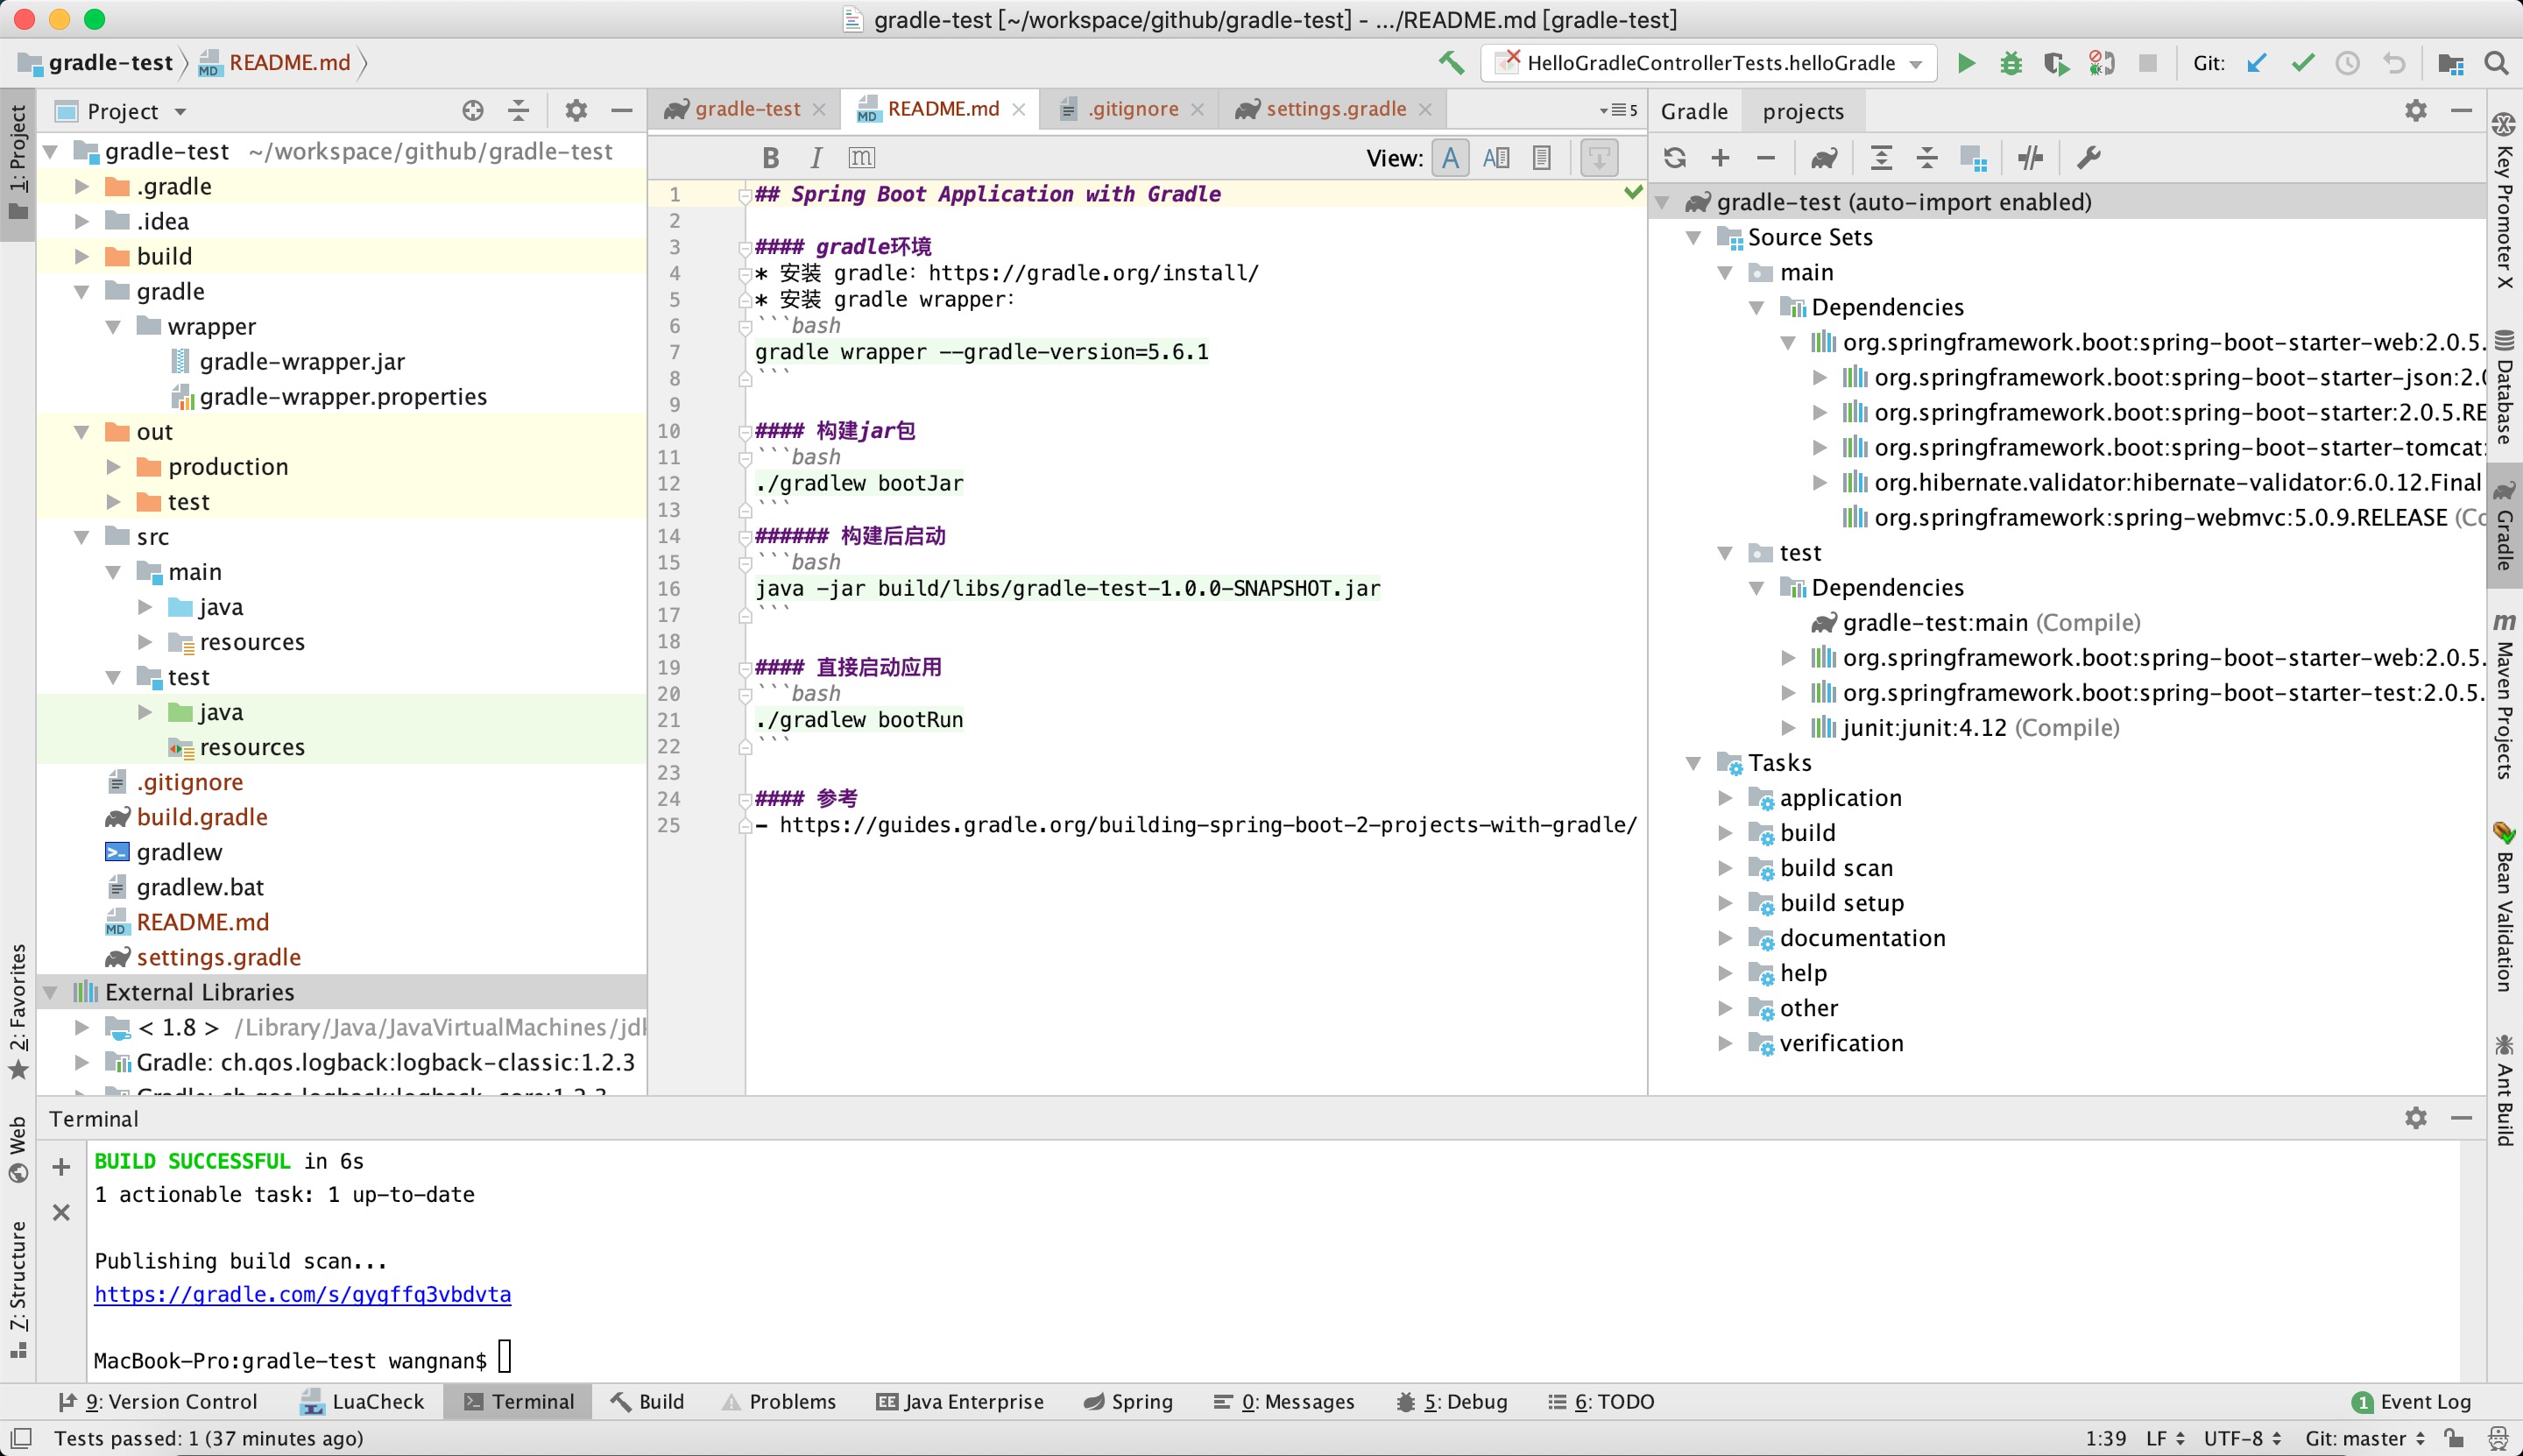 gradle-test [~/workspace/github/gradle-test] - .../README.md [gradle-test]
gradle-test README.md
HelloGradleControllerTests.helloGradle
Git:
1: Project
2: Favorites
Web
7: Structure
Project
gradle-test ~/workspace/github/gradle-test
.gradle
.idea
build
gradle
wrapper
gradle-wrapper.jar
gradle-wrapper.properties
out
production
test
src
main
java
resources
test
java
resources
.gitignore
build.gradle
gradlew
gradlew.bat
README.md
settings.gradle
External Libraries
< 1.8 > /Library/Java/JavaVirtualMachines/jdk
Gradle: ch.qos.logback:logback-classic:1.2.3
Gradle: ch.qos.logback:logback-core:1.2.3
gradle-test README.md .gitignore settings.gradle 5
B I m View: A A
1 ## Spring Boot Application with Gradle
2
3 #### gradle环境
4 * 安装 gradle：https://gradle.org/install/
5 * 安装 gradle wrapper：
6 ```bash
7 gradle wrapper --gradle-version=5.6.1
8 ```
9
10 #### 构建jar包
11 ```bash
12 ./gradlew bootJar
13 ```
14 ###### 构建后启动
15 ```bash
16 java -jar build/libs/gradle-test-1.0.0-SNAPSHOT.jar
17 ```
18
19 #### 直接启动应用
20 ```bash
21 ./gradlew bootRun
22 ```
23
24 #### 参考
25 - https://guides.gradle.org/building-spring-boot-2-projects-with-gradle/
Gradle projects
gradle-test (auto-import enabled)
Source Sets
main
Dependencies
org.springframework.boot:spring-boot-starter-web:2.0.5.
org.springframework.boot:spring-boot-starter-json:2.0
org.springframework.boot:spring-boot-starter:2.0.5.RE
org.springframework.boot:spring-boot-starter-tomcat:
org.hibernate.validator:hibernate-validator:6.0.12.Final
org.springframework:spring-webmvc:5.0.9.RELEASE (Co
test
Dependencies
gradle-test:main (Compile)
org.springframework.boot:spring-boot-starter-web:2.0.5.
org.springframework.boot:spring-boot-starter-test:2.0.5.
junit:junit:4.12 (Compile)
Tasks
application
build
build scan
build setup
documentation
help
other
verification
Key Promoter X
Database
Gradle
m Maven Projects
Bean Validation
Ant Build
Terminal
BUILD SUCCESSFUL in 6s
1 actionable task: 1 up-to-date
Publishing build scan...
https://gradle.com/s/gygffq3vbdvta
MacBook-Pro:gradle-test wangnan$
9: Version Control LuaCheck Terminal Build Problems Java Enterprise Spring 0: Messages 5: Debug 6: TODO 1 Event Log
Tests passed: 1 (37 minutes ago) 1:39 LF UTF-8 Git: master